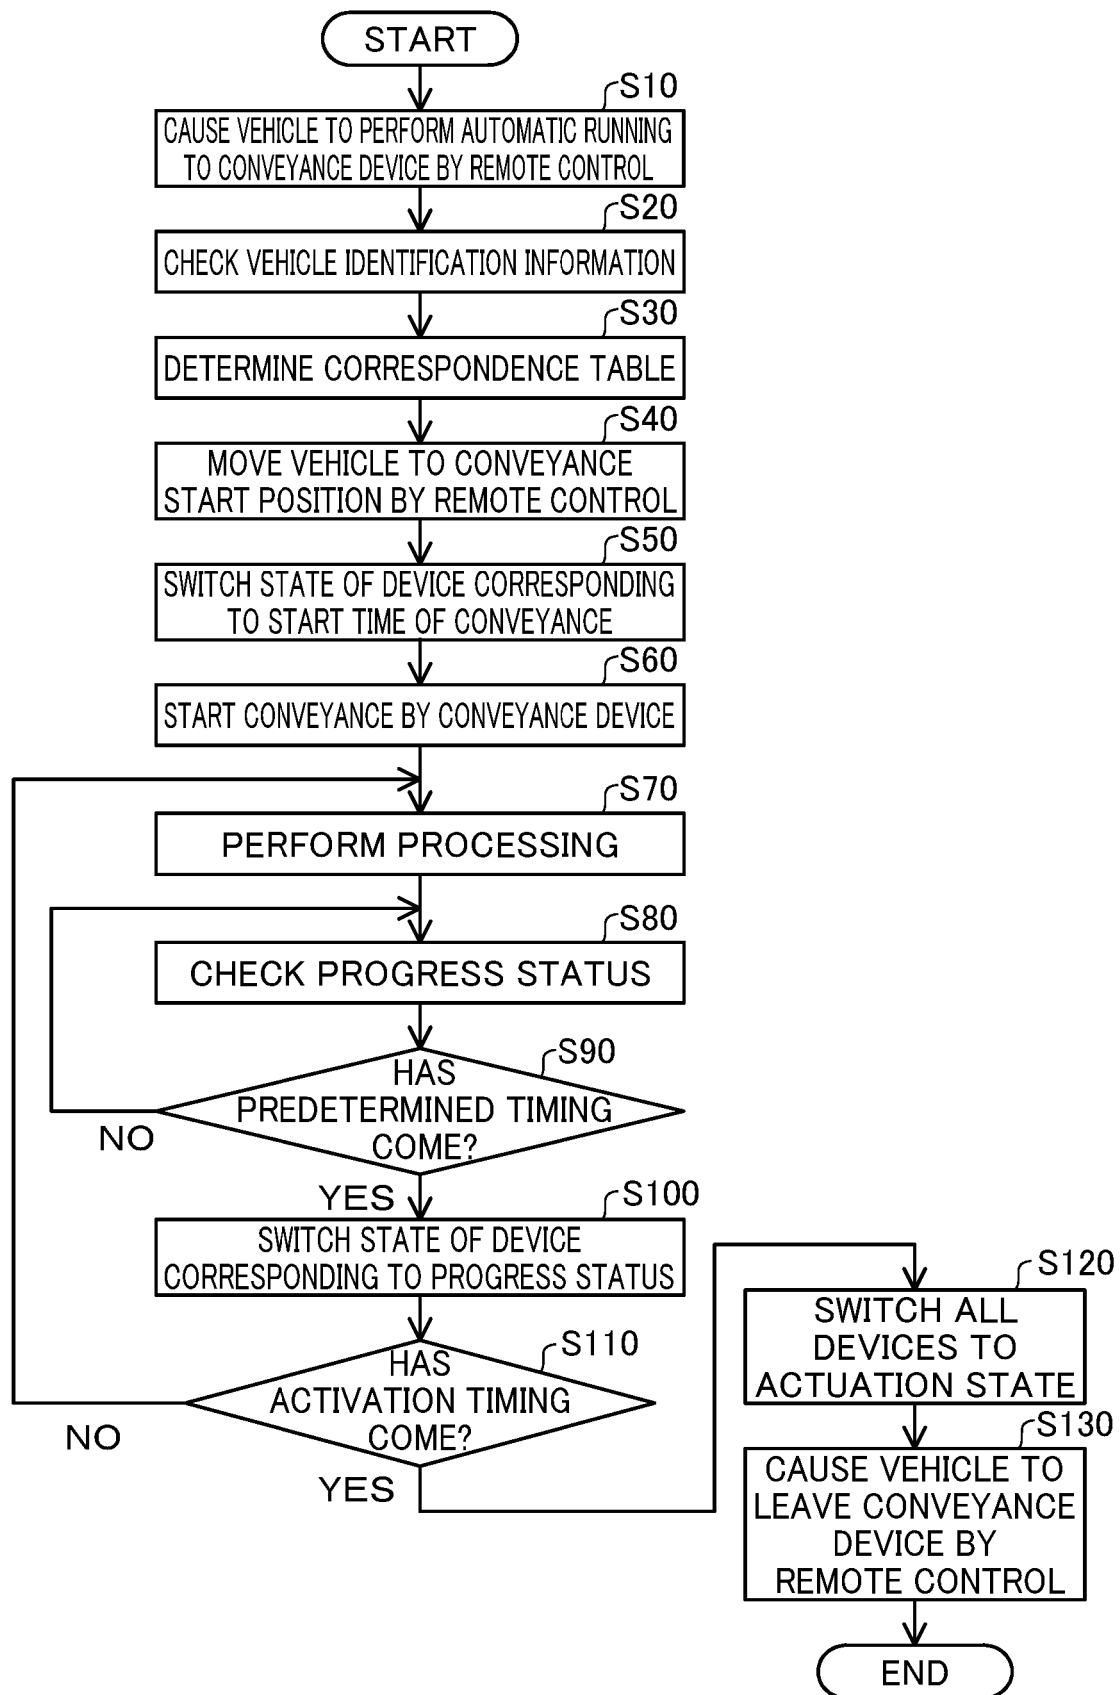 START
S10
CAUSE VEHICLE TO PERFORM AUTOMATIC RUNNING
TO CONVEYANCE DEVICE BY REMOTE CONTROL
S20
CHECK VEHICLE IDENTIFICATION INFORMATION
S30
DETERMINE CORRESPONDENCE TABLE
S40
MOVE VEHICLE TO CONVEYANCE
START POSITION BY REMOTE CONTROL
S50
SWITCH STATE OF DEVICE CORRESPONDING
TO START TIME OF CONVEYANCE
S60
START CONVEYANCE BY CONVEYANCE DEVICE
S70
PERFORM PROCESSING
S80
CHECK PROGRESS STATUS
S90
HAS
PREDETERMINED TIMING
COME?
NO
YES
S100
SWITCH STATE OF DEVICE
CORRESPONDING TO PROGRESS STATUS
S110
HAS
ACTIVATION TIMING
COME?
NO
YES
S120
SWITCH ALL
DEVICES TO
ACTUATION STATE
S130
CAUSE VEHICLE TO
LEAVE CONVEYANCE
DEVICE BY
REMOTE CONTROL
END